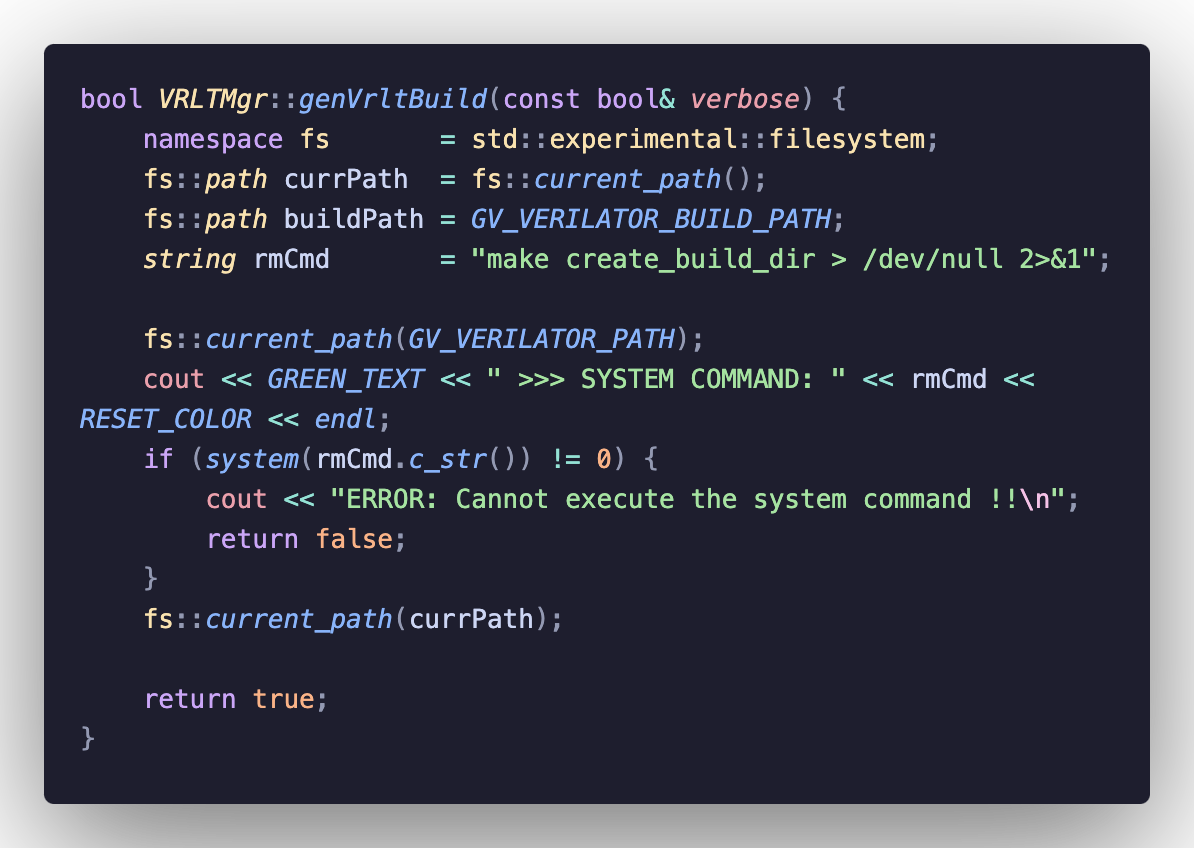 bool VRLTMgr::genVrltBuild(const bool& verbose) {
    namespace fs       = std::experimental::filesystem;
    fs::path currPath  = fs::current_path();
    fs::path buildPath = GV_VERILATOR_BUILD_PATH;
    string rmCmd       = "make create_build_dir > /dev/null 2>&1";

    fs::current_path(GV_VERILATOR_PATH);
    cout << GREEN_TEXT << " >>> SYSTEM COMMAND: " << rmCmd <<
RESET_COLOR << endl;
    if (system(rmCmd.c_str()) != 0) {
        cout << "ERROR: Cannot execute the system command !!\n";
        return false;
    }
    fs::current_path(currPath);

    return true;
}